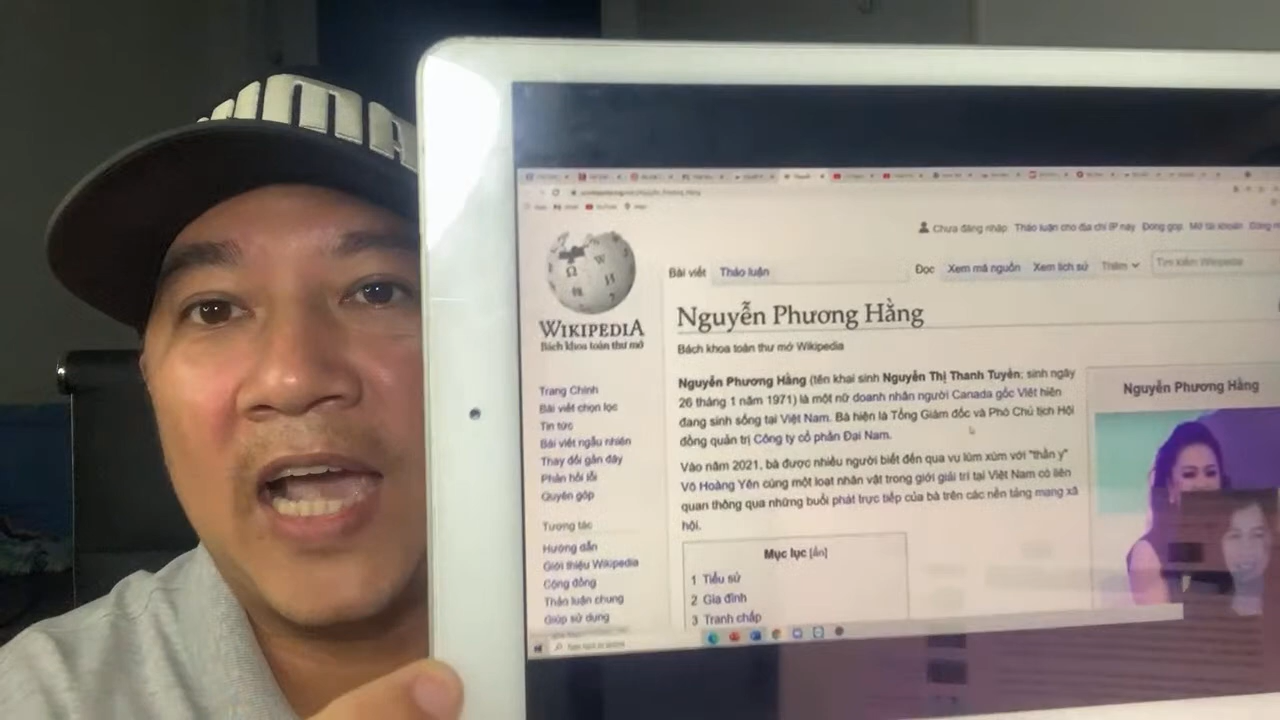 PUMA
Chưa đăng nhập Thảo luận cho địa chỉ IP này Đóng góp Mở tài khoản Đăng
Bài viết Thảo luận
Đọc Xem mã nguồn Xem lịch sử Thêm Tìm kiếm Wikipedia
WIKIPEDIA
Bách khoa toàn thư mở
Nguyễn Phương Hằng
Bách khoa toàn thư mở Wikipedia
Nguyễn Phương Hằng (tên khai sinh Nguyễn Thị Thanh Tuyền; sinh ngày
26 tháng 1 năm 1971) là một nữ doanh nhân người Canada gốc Việt hiện
đang sinh sống tại Việt Nam. Bà hiện là Tổng Giám đốc và Phó Chủ tịch Hội
đồng quản trị Công ty cổ phần Đại Nam.
Vào năm 2021, bà được nhiều người biết đến qua vụ lùm xùm với "thần y"
Võ Hoàng Yên cùng một loạt nhân vật trong giới giải trí tại Việt Nam có liên
quan thông qua những buổi phát trực tiếp của bà trên các nền tảng mạng xã
hội.
Mục lục [ẩn]
1 Tiểu sử
2 Gia đình
3 Tranh chấp
Nguyễn Phương Hằng
Trang Chính
Bài viết chọn lọc
Tin tức
Bài viết ngẫu nhiên
Thay đổi gần đây
Phản hồi lỗi
Quyên góp
Tương tác
Hướng dẫn
Giới thiệu Wikipedia
Cộng đồng
Thảo luận chung
Giúp sử dụng